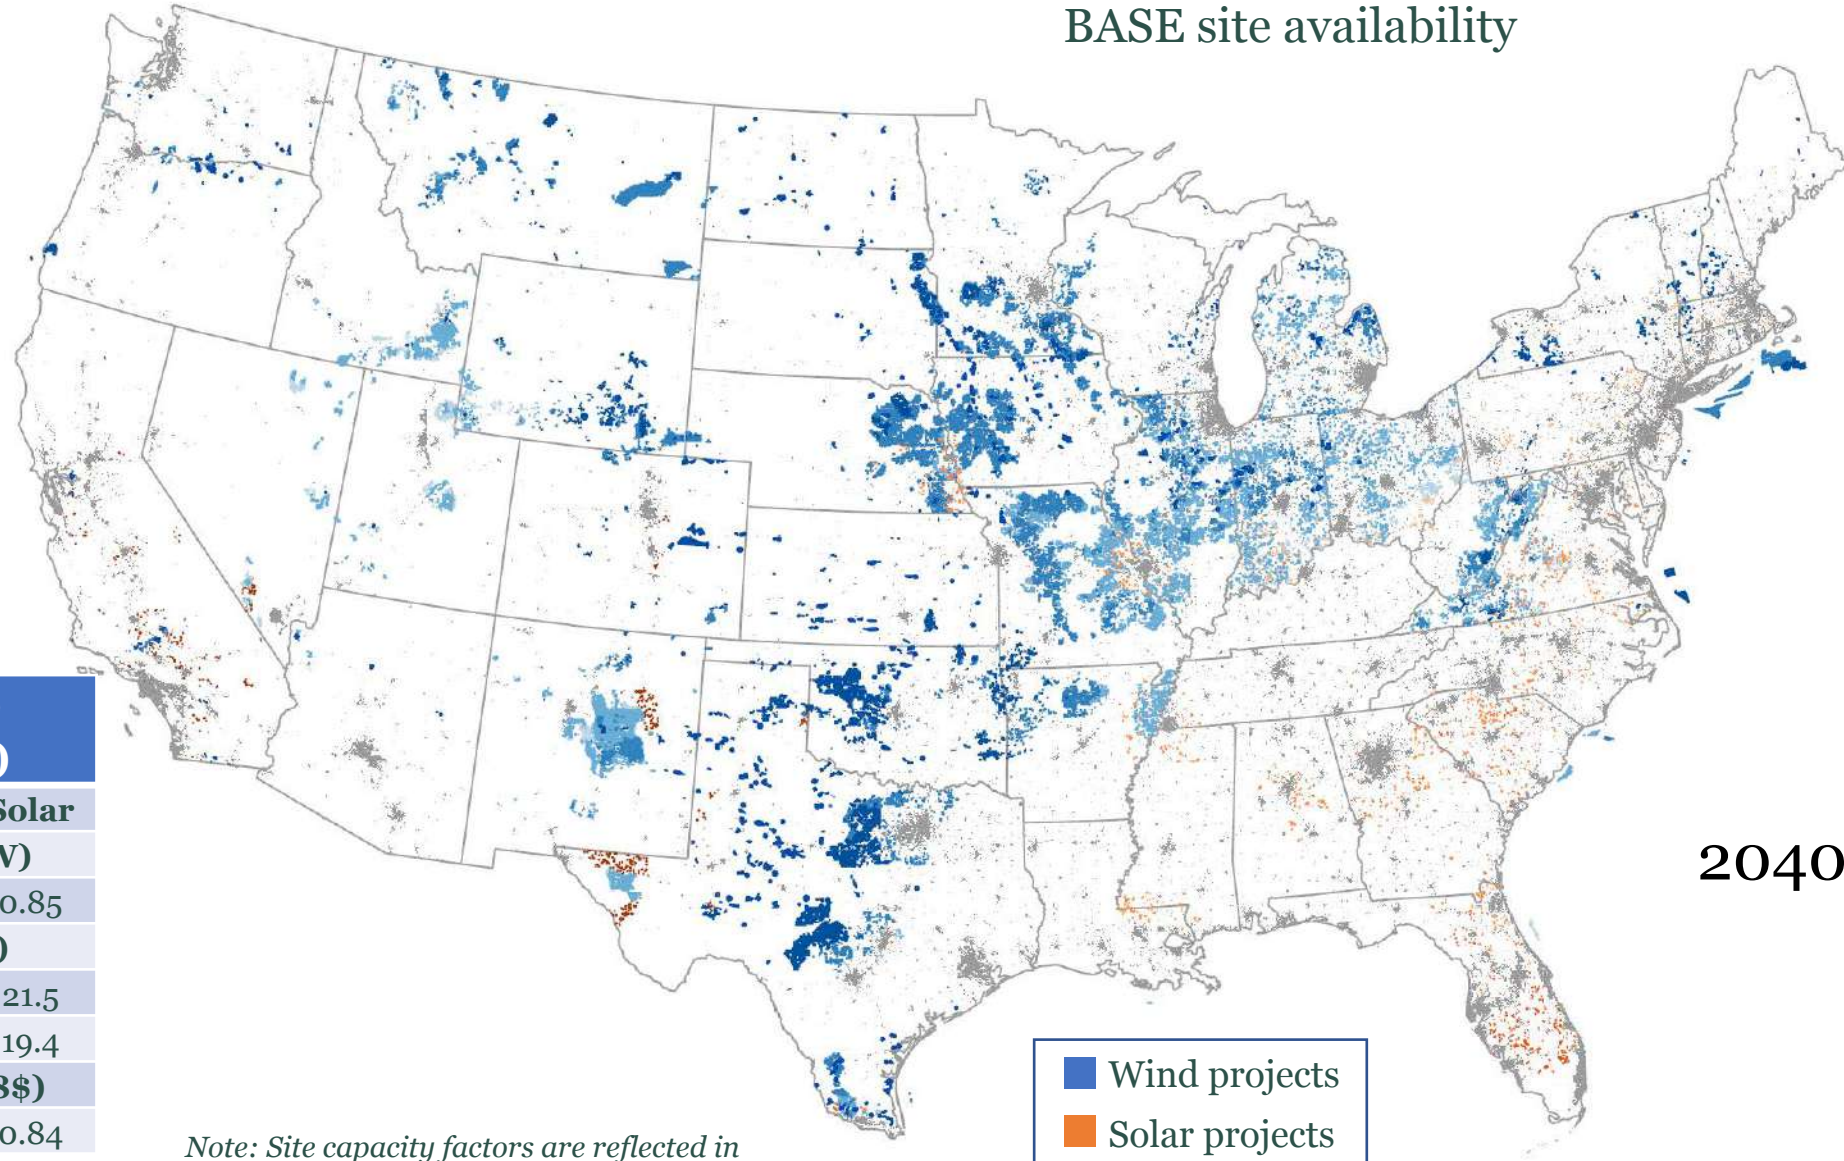 BASE site availability
)
Solar
V)
0.85
)
21.5
19.4
$)
0.84
2040
Wind projects
Solar projects
Note: Site capacity factors are reflected in